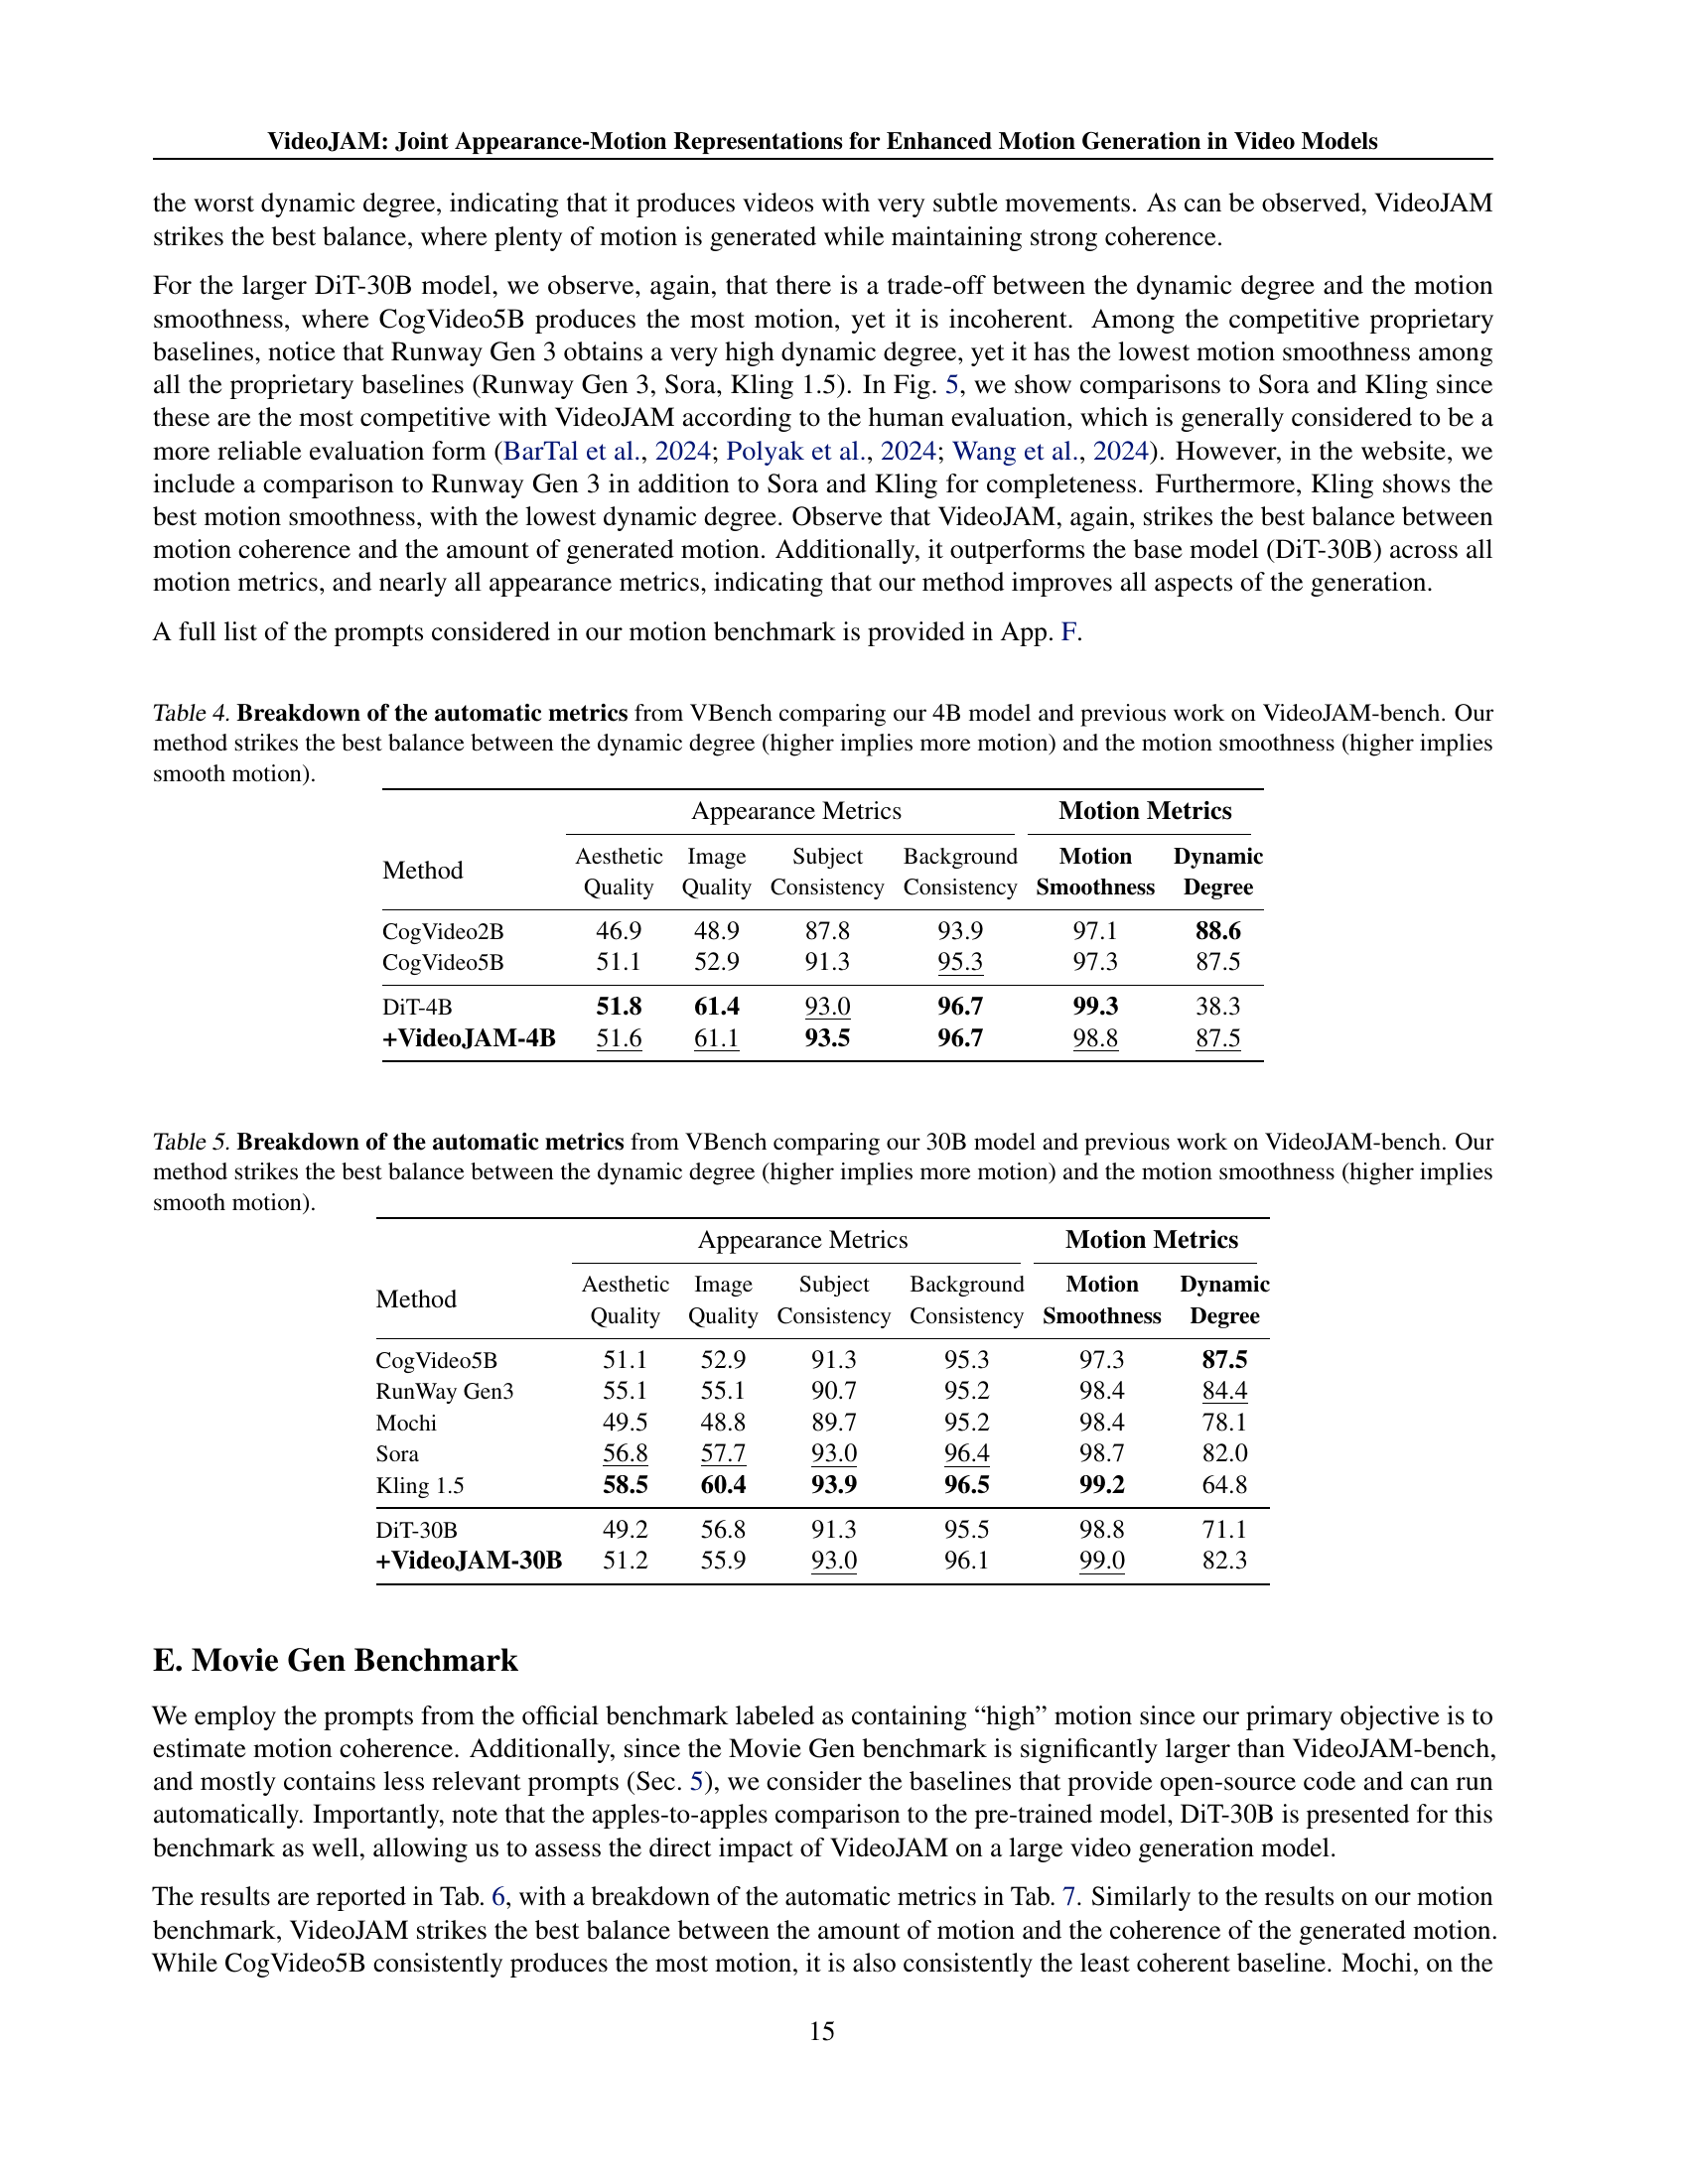 VideoJAM: Joint Appearance-Motion Representations for Enhanced Motion Generation in Video Models
the worst dynamic degree, indicating that it produces videos with very subtle movements. As can be observed, VideoJAM
strikes the best balance, where plenty of motion is generated while maintaining strong coherence.
For the larger DiT-30B model, we observe, again, that there is a trade-off between the dynamic degree and the motion
smoothness, where CogVideo5B produces the most motion, yet it is incoherent. Among the competitive proprietary
baselines, notice that Runway Gen 3 obtains a very high dynamic degree, yet it has the lowest motion smoothness among
all the proprietary baselines (Runway Gen 3, Sora, Kling 1.5). In Fig. 5, we show comparisons to Sora and Kling since
these are the most competitive with VideoJAM according to the human evaluation, which is generally considered to be a
more reliable evaluation form (BarTal et al., 2024; Polyak et al., 2024; Wang et al., 2024). However, in the website, we
include a comparison to Runway Gen 3 in addition to Sora and Kling for completeness. Furthermore, Kling shows the
best motion smoothness, with the lowest dynamic degree. Observe that VideoJAM, again, strikes the best balance between
motion coherence and the amount of generated motion. Additionally, it outperforms the base model (DiT-30B) across all
motion metrics, and nearly all appearance metrics, indicating that our method improves all aspects of the generation.
A full list of the prompts considered in our motion benchmark is provided in App. F.
Table 4. Breakdown of the automatic metrics from VBench comparing our 4B model and previous work on VideoJAM-bench. Our
method strikes the best balance between the dynamic degree (higher implies more motion) and the motion smoothness (higher implies
smooth motion).
Appearance Metrics Motion Metrics
Method Aesthetic Image Subject Background Motion Dynamic
Quality Quality Consistency Consistency Smoothness Degree
CogVideo2B 46.9 48.9 87.8 93.9 97.1 88.6
CogVideo5B 51.1 52.9 91.3 95.3 97.3 87.5
DiT-4B 51.8 61.4 93.0 96.7 99.3 38.3
+VideoJAM-4B 51.6 61.1 93.5 96.7 98.8 87.5
Table 5. Breakdown of the automatic metrics from VBench comparing our 30B model and previous work on VideoJAM-bench. Our
method strikes the best balance between the dynamic degree (higher implies more motion) and the motion smoothness (higher implies
smooth motion).
Appearance Metrics Motion Metrics
Method Aesthetic Image Subject Background Motion Dynamic
Quality Quality Consistency Consistency Smoothness Degree
CogVideo5B 51.1 52.9 91.3 95.3 97.3 87.5
RunWay Gen3 55.1 55.1 90.7 95.2 98.4 84.4
Mochi 49.5 48.8 89.7 95.2 98.4 78.1
Sora 56.8 57.7 93.0 96.4 98.7 82.0
Kling 1.5 58.5 60.4 93.9 96.5 99.2 64.8
DiT-30B 49.2 56.8 91.3 95.5 98.8 71.1
+VideoJAM-30B 51.2 55.9 93.0 96.1 99.0 82.3
E. Movie Gen Benchmark
We employ the prompts from the official benchmark labeled as containing “high” motion since our primary objective is to
estimate motion coherence. Additionally, since the Movie Gen benchmark is significantly larger than VideoJAM-bench,
and mostly contains less relevant prompts (Sec. 5), we consider the baselines that provide open-source code and can run
automatically. Importantly, note that the apples-to-apples comparison to the pre-trained model, DiT-30B is presented for this
benchmark as well, allowing us to assess the direct impact of VideoJAM on a large video generation model.
The results are reported in Tab. 6, with a breakdown of the automatic metrics in Tab. 7. Similarly to the results on our motion
benchmark, VideoJAM strikes the best balance between the amount of motion and the coherence of the generated motion.
While CogVideo5B consistently produces the most motion, it is also consistently the least coherent baseline. Mochi, on the
15